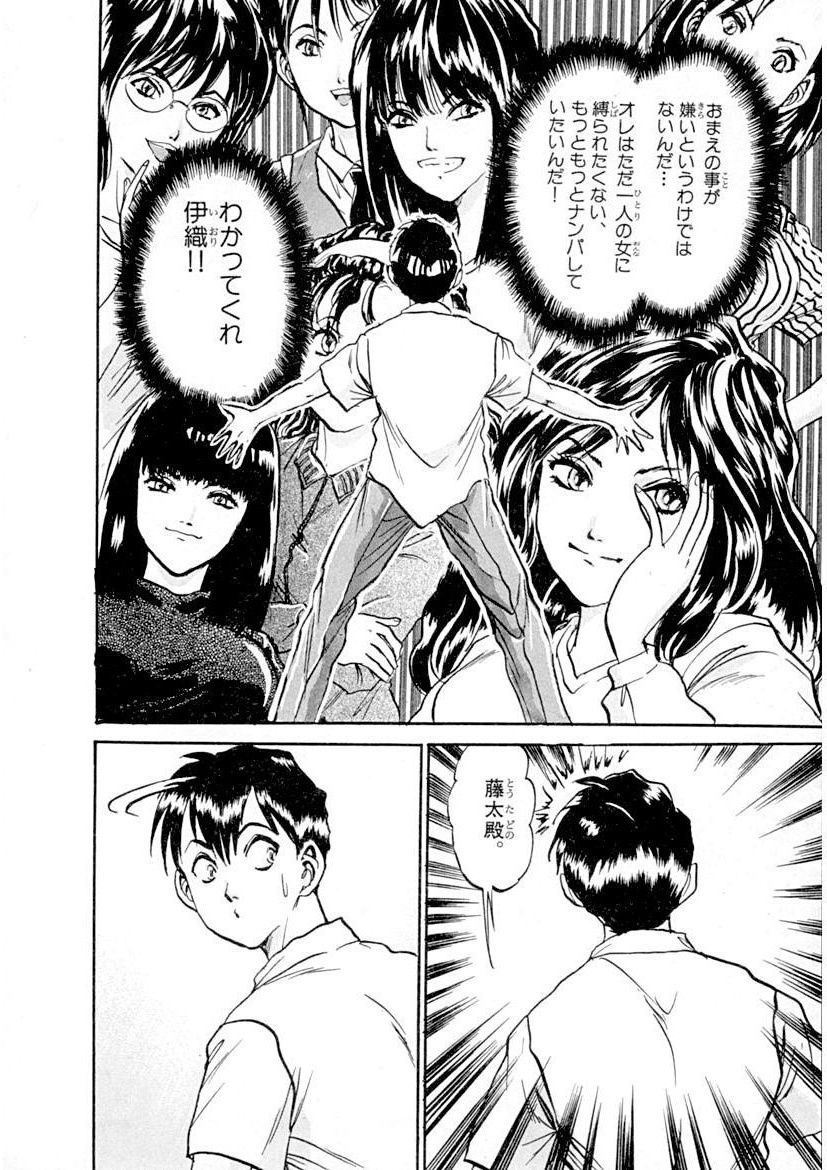 おまえの事が
嫌いというわけでは
ないんだ…
オレはただ一人の女に
縛られたくない、
もっともっとナンパして
いたいんだ！
わかってくれ
伊織!!
藤太殿。